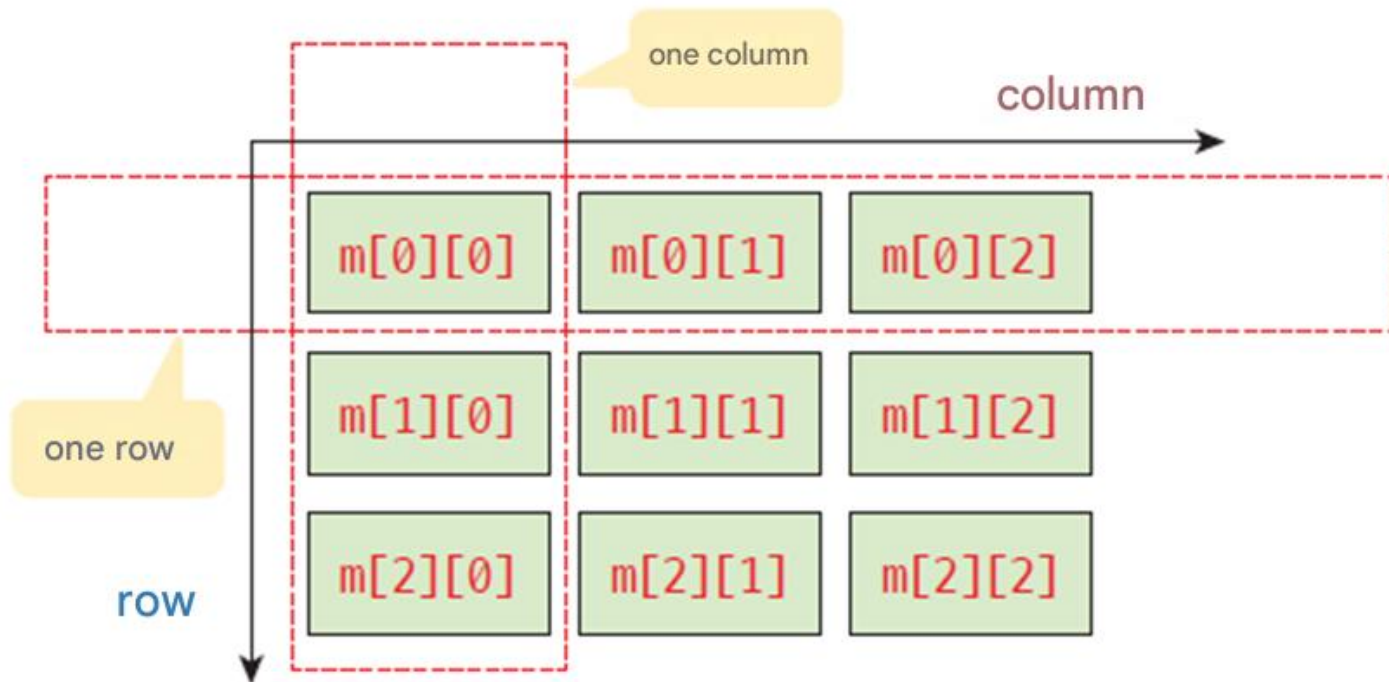 one column
column
m[0][0] m[0][1] m[0][2]
m[1][0] m[1][1] m[1][2]
one row
m[2][0] m[2][1] m[2][2]
row